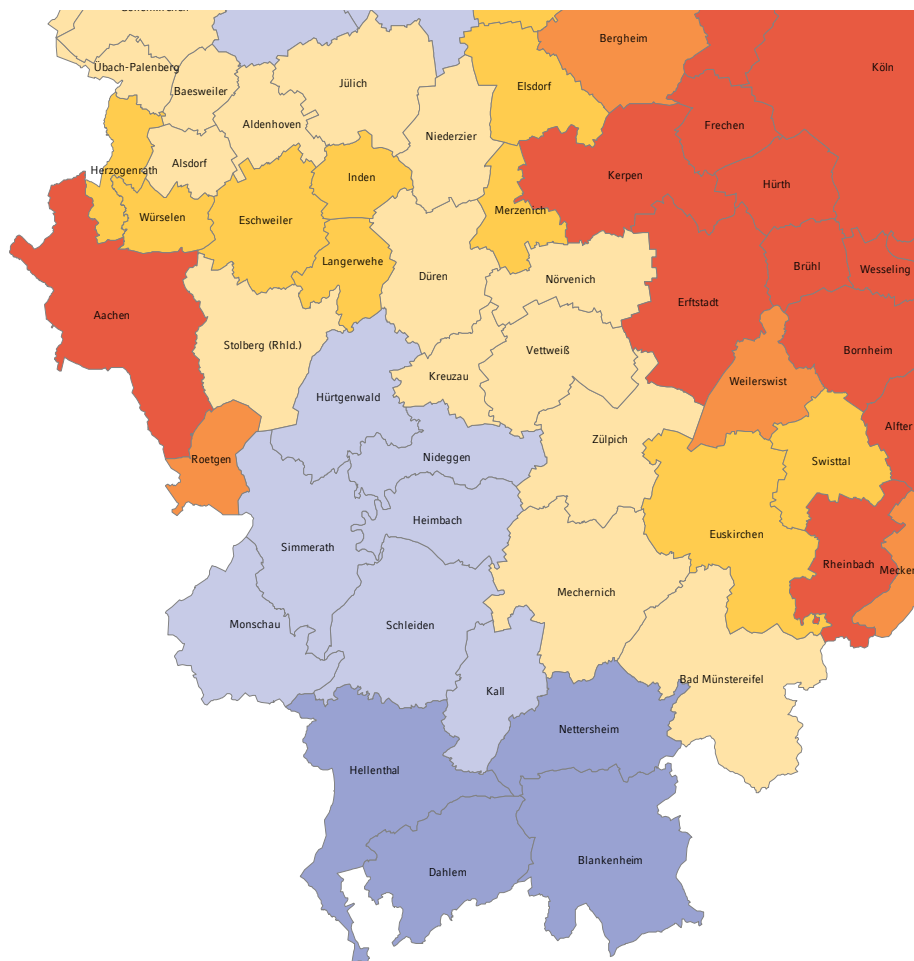 Bergheim
Übach-Palenberg
Köln
Baesweiler
Jülich
Elsdorf
Aldenhoven
Frechen
Niederzier
Alsdorf
Herzogenrath
Kerpen
Inden
Hürth
Würselen
Eschweiler
Merzenich
Langerwehe
Düren
Nörvenich
Brühl
Wesseling
Erftstadt
Aachen
Stolberg (Rhld.)
Vettweiß
Bornheim
Kreuzau
Weilerswist
Hürtgenwald
Alfter
Zülpich
Roetgen
Nideggen
Swisttal
Heimbach
Simmerath
Euskirchen
Rheinbach
Mecken
Mechernich
Monschau
Schleiden
Bad Münstereifel
Kall
Nettersheim
Hellenthal
Dahlem
Blankenheim